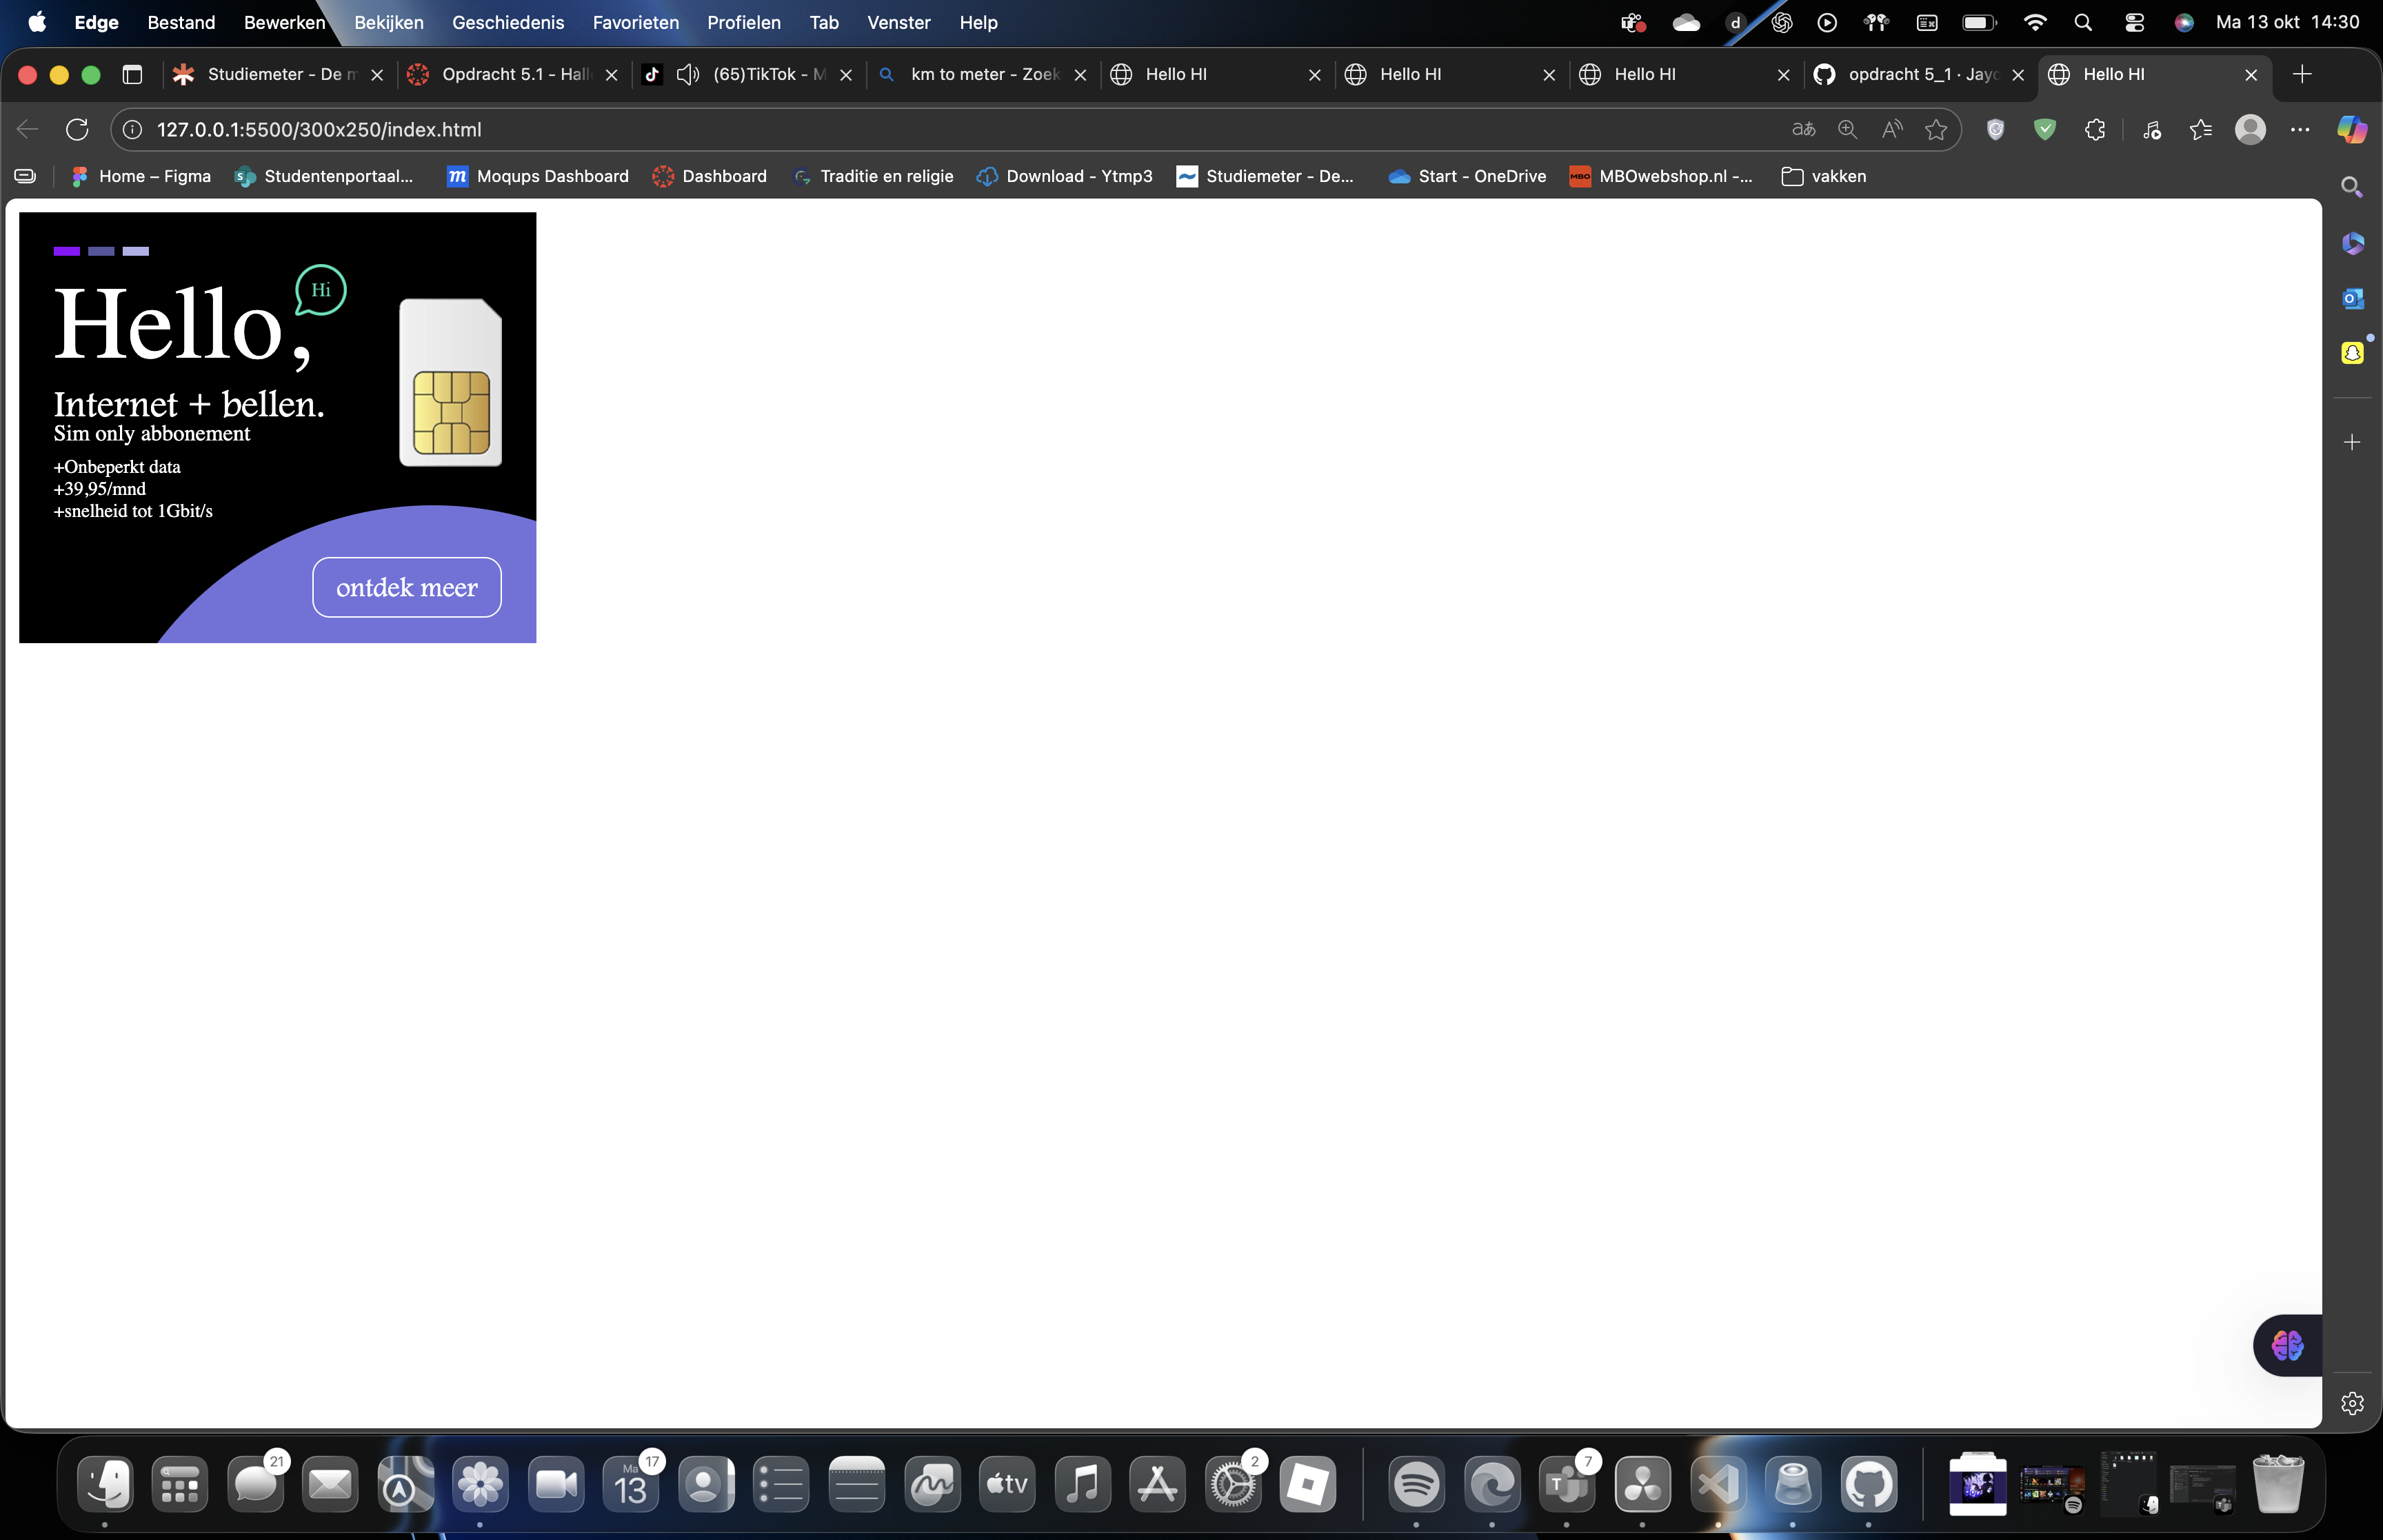 Edge Bestand Bewerken Bekijken Geschiedenis Favorieten Profielen Tab Venster Help d Ma 13 okt 14:30
Studiemeter - De m Opdracht 5.1 - Hall (65)TikTok - M km to meter - Zoek Hello HI Hello HI Hello HI opdracht 5_1 · Jayc Hello HI
127.0.0.1:5500/300x250/index.html
Home – Figma Studentenportaal... m Moqups Dashboard Dashboard Traditie en religie Download - Ytmp3 Studiemeter - De... Start - OneDrive MBO MBOwebshop.nl -... vakken
Hi
Hello,
Internet + bellen.
Sim only abbonement
+Onbeperkt data
+39,95/mnd
+snelheid tot 1Gbit/s
ontdek meer
21 17 2 7
Ma
13
tv